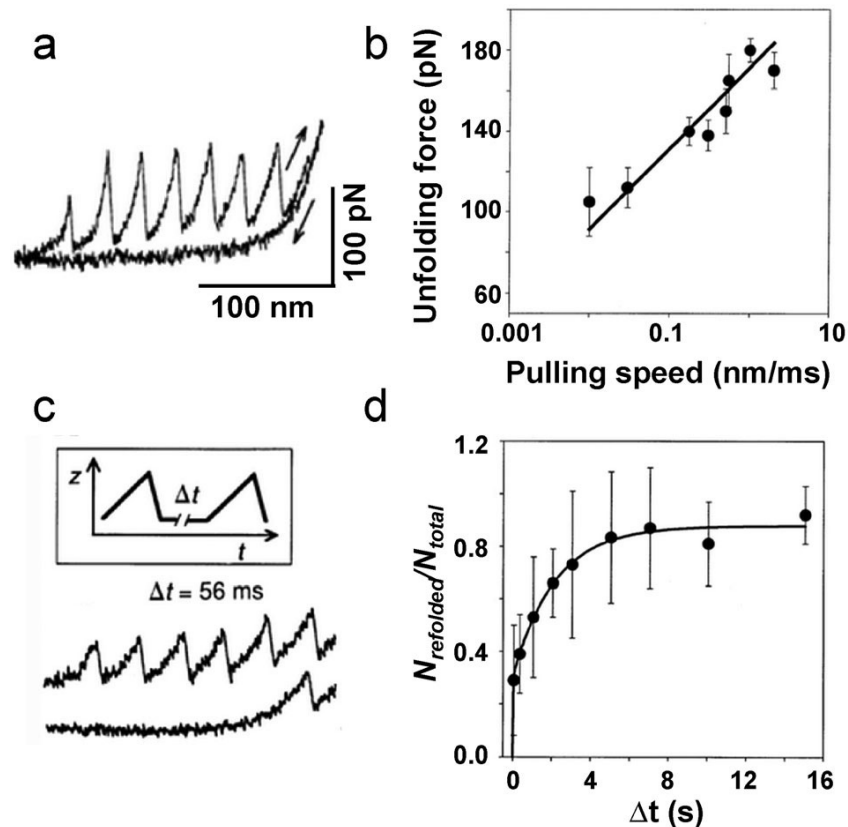 a
100 pN
100 nm
b
Unfolding force (pN)
180
140
100
60
0.001
0.1
10
Pulling speed (nm/ms)
c
z
Δt
t
Δt = 56 ms
d
N_refolded/N_total
1.2
0.8
0.4
0.0
0
4
8
12
16
Δt (s)